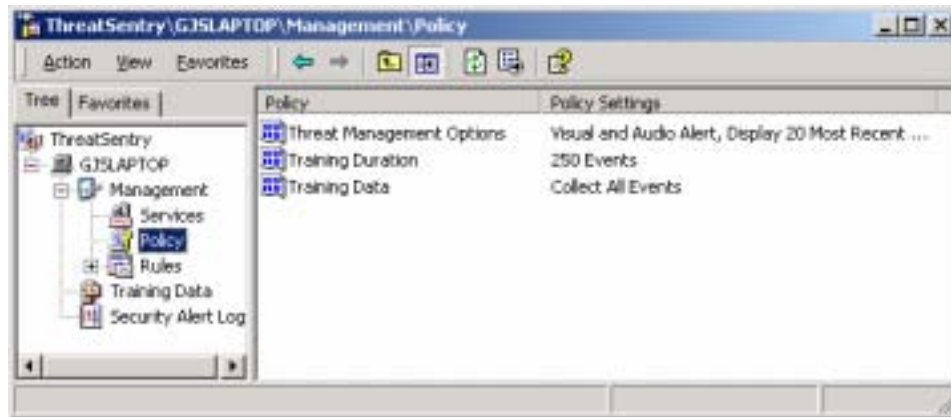 ThreatSentry\GJSLAPTOP\Management\Policy
Action View Favorites
Tree Favorites
Policy Policy Settings
ThreatSentry
GJSLAPTOP
Management
Services
Policy
Rules
Training Data
Security Alert Log
Threat Management Options Visual and Audio Alert, Display 20 Most Recent ...
Training Duration 250 Events
Training Data Collect All Events